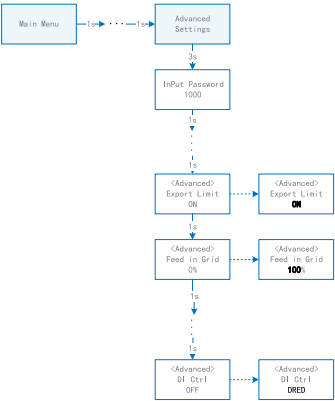 Main Menu
1s
1s
Advanced
Settings
3s
InPut Password
1000
1s
1s
<Advanced>
Export Limit
ON
<Advanced>
Export Limit
ON
1s
<Advanced>
Feed in Grid
0%
<Advanced>
Feed in Grid
100%
1s
1s
<Advanced>
DI Ctrl
OFF
<Advanced>
DI Ctrl
DRED